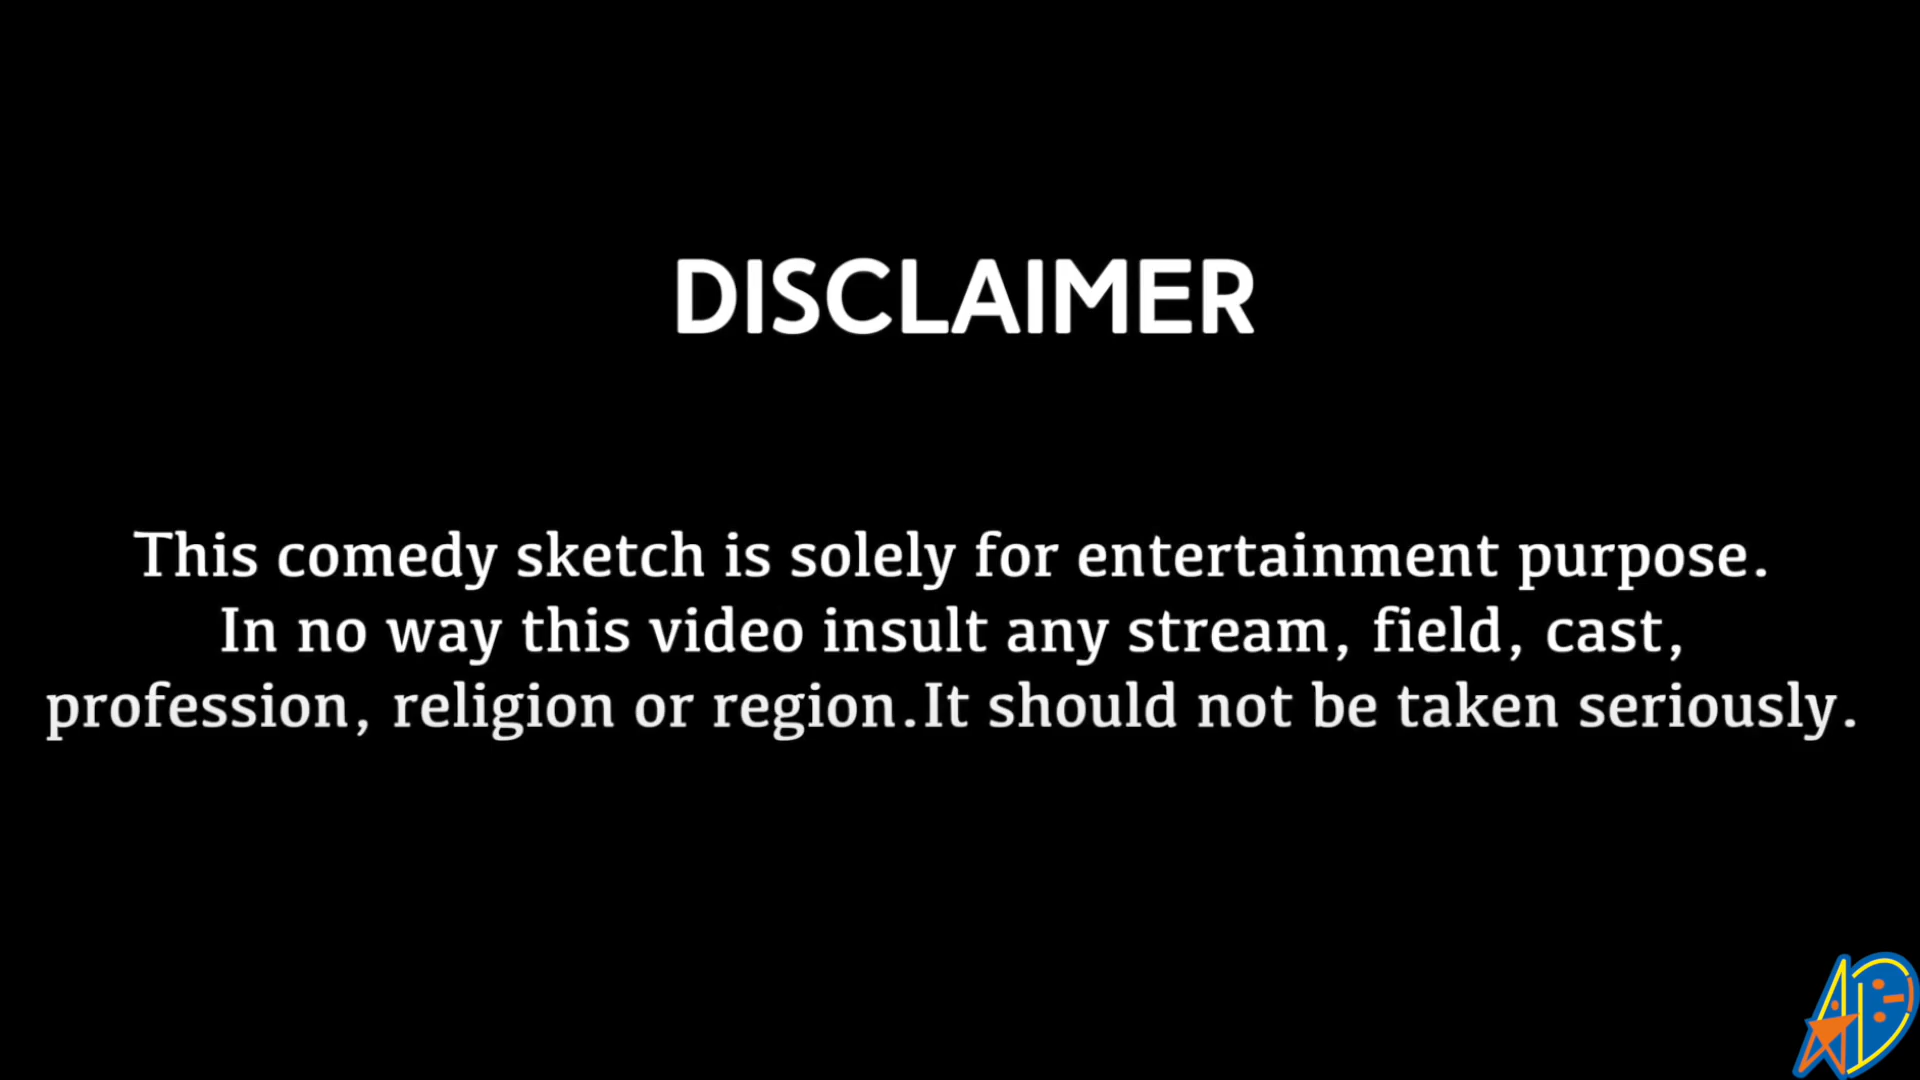 DISCLAIMER
This comedy sketch is solely for entertainment purpose.
In no way this video insult any stream, field, cast,
profession, religion or region.It should not be taken seriously.
AD